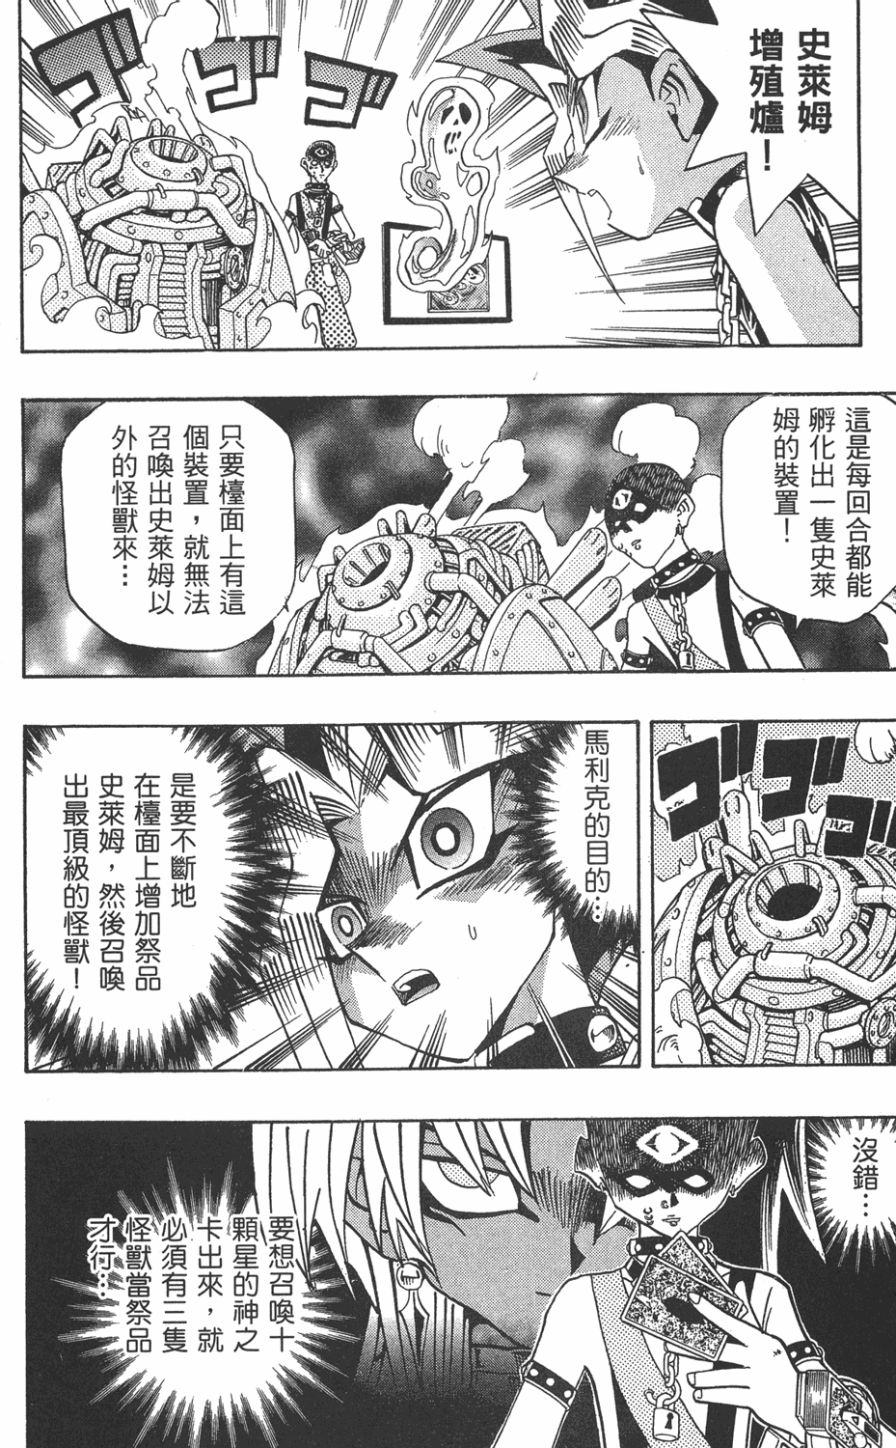 史萊姆
增殖爐！
ゴゴゴ
這是每回合都能
孵化出一隻史萊
姆的裝置！
只要檯面上有這
個裝置，就無法
召喚出史萊姆以
外的怪獸來…
ゴゴゴ
馬利克的目的…
是要不斷地
在檯面上增加祭品
史萊姆，然後召喚
出最頂級的怪獸！
沒錯…
要想召喚十
顆星的神之
卡出來，就
必須有三隻
怪獸當祭品
才行…